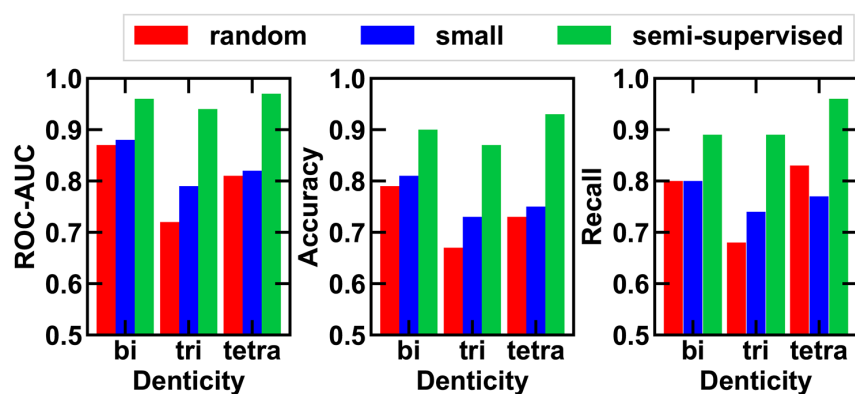 random small semi-supervised
ROC-AUC
1.0
0.9
0.8
0.7
0.6
0.5
bi tri tetra
Denticity
Accuracy
1.0
0.9
0.8
0.7
0.6
0.5
bi tri tetra
Denticity
Recall
1.0
0.9
0.8
0.7
0.6
0.5
bi tri tetra
Denticity